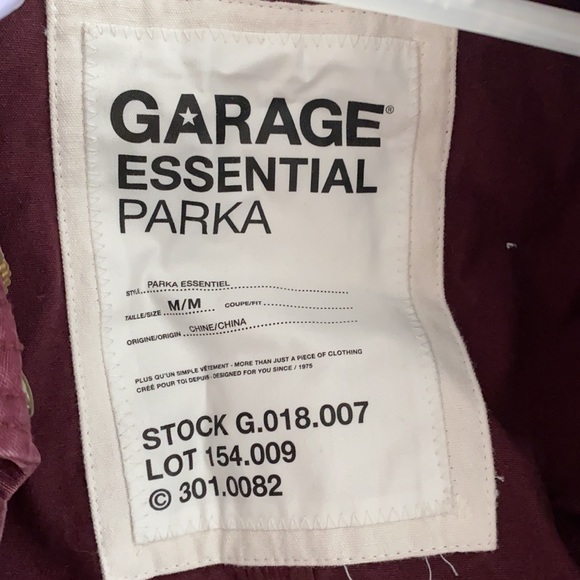 GARAGE®
ESSENTIAL
PARKA
STYLE PARKA ESSENTIEL
TAILLE/SIZE M/M COUPE/FIT
ORIGINE/ORIGIN CHINE/CHINA
PLUS QU'UN SIMPLE VÊTEMENT - MORE THAN JUST A PIECE OF CLOTHING
CRÉÉ POUR TOI DEPUIS - DESIGNED FOR YOU SINCE / 1975
STOCK G.018.007
LOT 154.009
© 301.0082